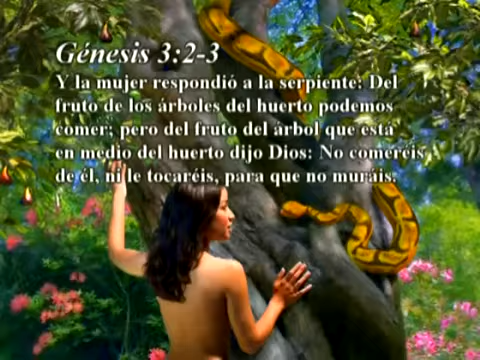 Génesis 3:2-3
Y la mujer respondió a la serpiente: Del
fruto de los árboles del huerto podemos
comer; pero del fruto del árbol que está
en medio del huerto dijo Dios: No comeréis
de él, ni le tocaréis, para que no muráis.